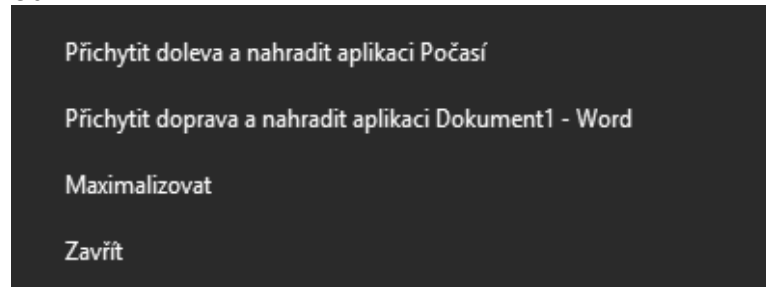 Přichytit doleva a nahradit aplikaci Počasí
Přichytit doprava a nahradit aplikaci Dokument1 - Word
Maximalizovat
Zavřít